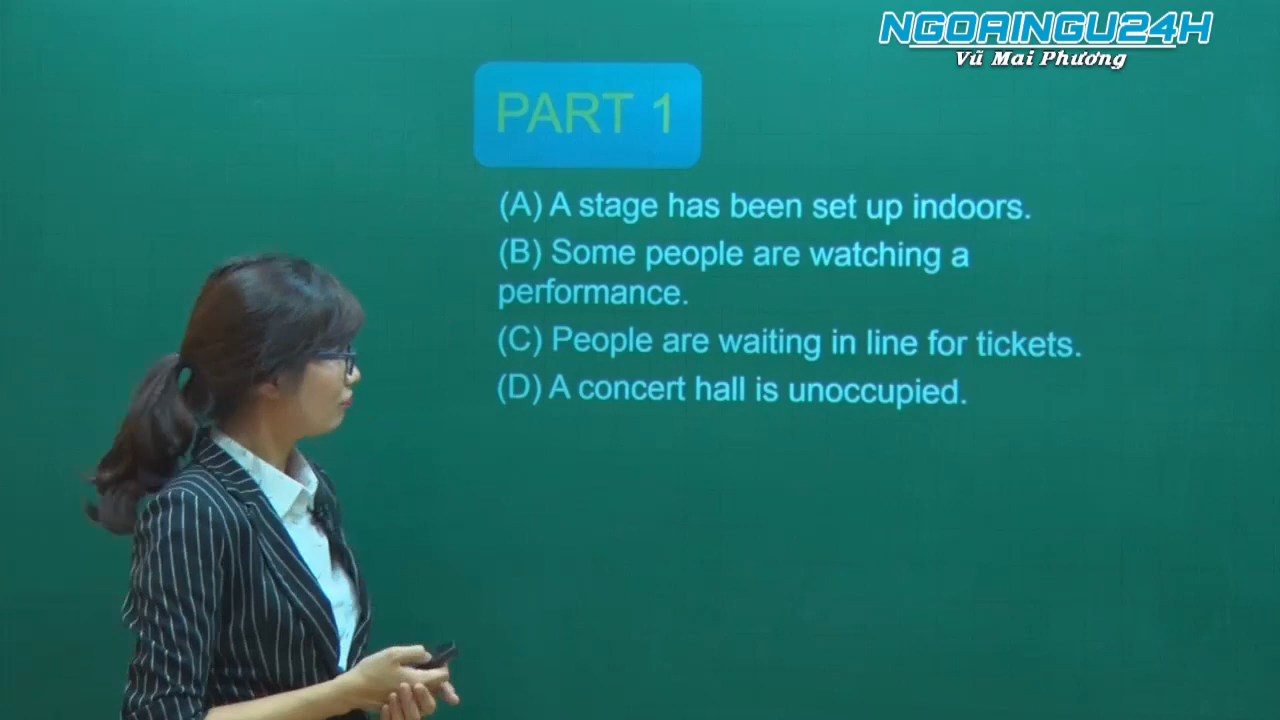 NGOAINGU24H
Vũ Mai Phương
PART 1
(A) A stage has been set up indoors.
(B) Some people are watching a
performance.
(C) People are waiting in line for tickets.
(D) A concert hall is unoccupied.